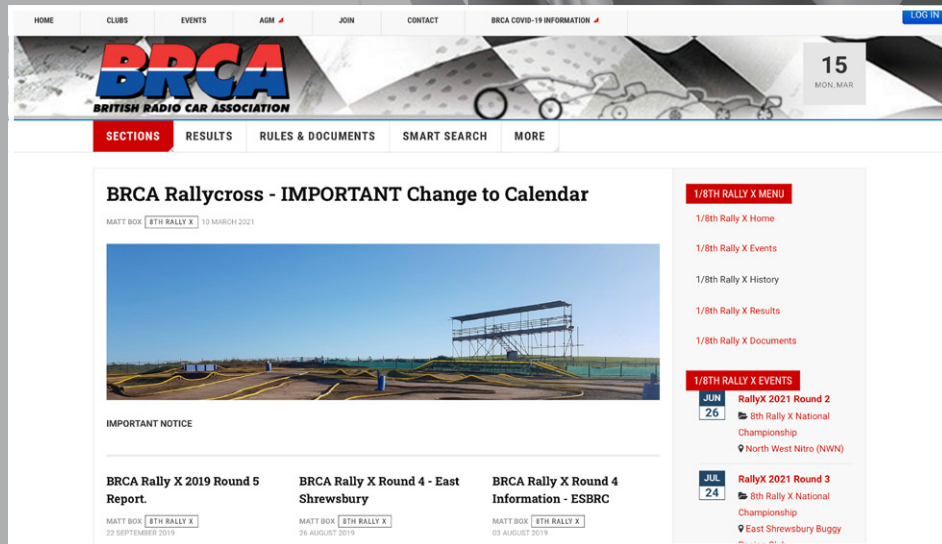 HOME CLUBS EVENTS AGM JOIN CONTACT BRCA COVID-19 INFORMATION LOG IN
BRCA
BRITISH RADIO CAR ASSOCIATION
15
MON, MAR
SECTIONS RESULTS RULES & DOCUMENTS SMART SEARCH MORE
BRCA Rallycross - IMPORTANT Change to Calendar
MATT BOX 8TH RALLY X 10 MARCH 2021
IMPORTANT NOTICE
BRCA Rally X 2019 Round 5
Report.
MATT BOX 8TH RALLY X
22 SEPTEMBER 2019
BRCA Rally X Round 4 - East
Shrewsbury
MATT BOX 8TH RALLY X
26 AUGUST 2019
BRCA Rally X Round 4
Information - ESBRC
MATT BOX 8TH RALLY X
03 AUGUST 2019
1/8TH RALLY X MENU
1/8th Rally X Home
1/8th Rally X Events
1/8th Rally X History
1/8th Rally X Results
1/8th Rally X Documents
1/8TH RALLY X EVENTS
JUN
26
RallyX 2021 Round 2
8th Rally X National
Championship
North West Nitro (NWN)
JUL
24
RallyX 2021 Round 3
8th Rally X National
Championship
East Shrewsbury Buggy